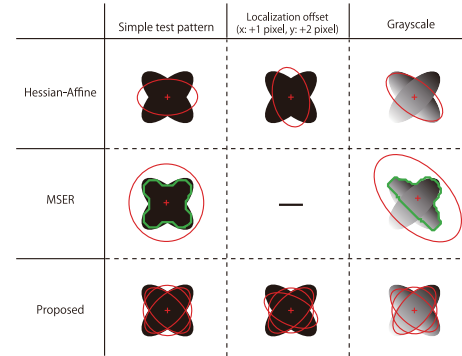 Simple test pattern
Localization offset
(x: +1 pixel, y: +2 pixel)
Grayscale
Hessian-Affine
MSER
—
Proposed